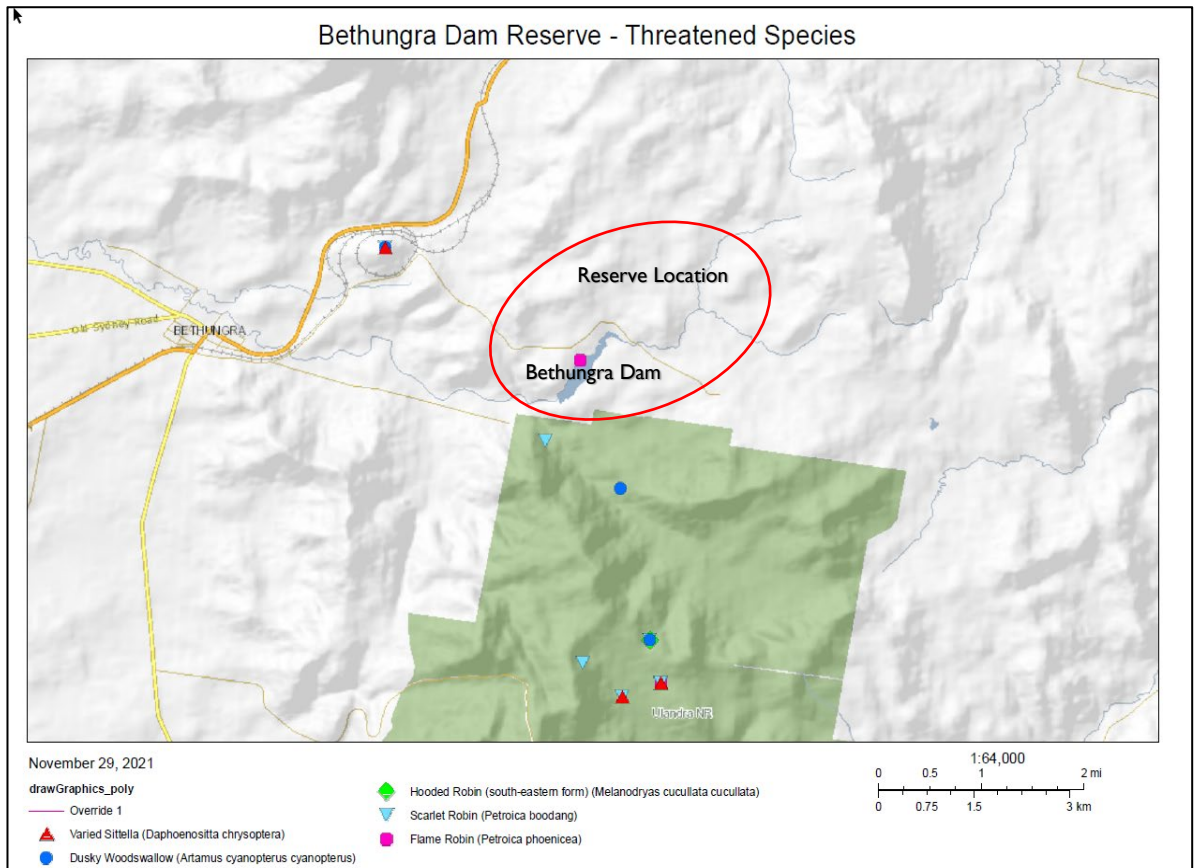 Bethungra Dam Reserve - Threatened Species
Reserve Location
Old Sydney Road
BETHUNGRA
Bethungra Dam
Ulandra NR
November 29, 2021
drawGraphics_poly
Override 1
Varied Sittella (Daphoenositta chrysoptera)
Dusky Woodswallow (Artamus cyanopterus cyanopterus)
Hooded Robin (south-eastern form) (Melanodryas cucullata cucullata)
Scarlet Robin (Petroica boodang)
Flame Robin (Petroica phoenicea)
1:64,000
0 0.5 1 2 mi
0 0.75 1.5 3 km